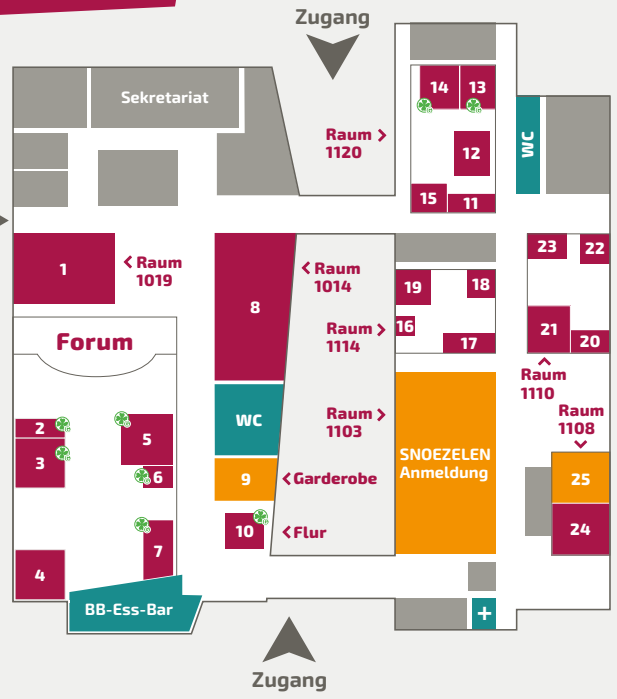 Zugang
Sekretariat
14
13
12
15
11
WC
Raum >
1120
1
< Raum
1019
8
< Raum
1014
Raum >
1114
Raum >
1103
19
18
16
17
23
22
21
20
Raum
1110
Raum
1108
Forum
2
3
4
5
6
7
WC
9
< Garderobe
10
< Flur
SNOEZELEN
Anmeldung
25
24
BB-Ess-Bar
+
Zugang